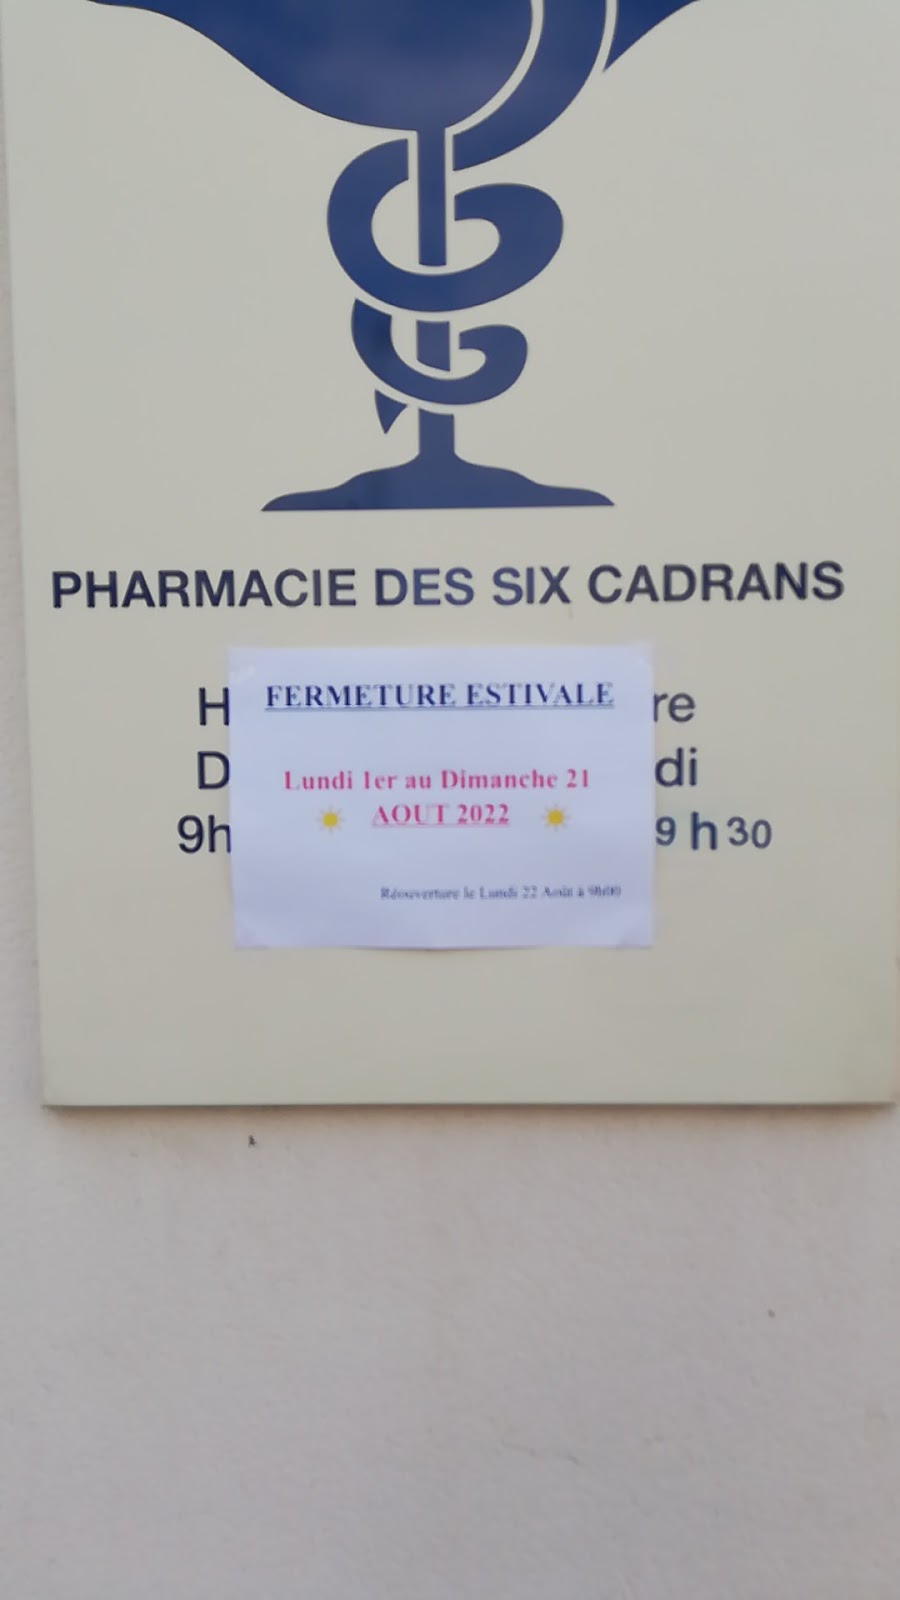 PHARMACIE DES SIX CADRANS
FERMETURE ESTIVALE
H re
Lundi 1er au Dimanche 21
D di
AOUT 2022
9h 9 h 30
Réouverture le Lundi 22 Août à 9h00